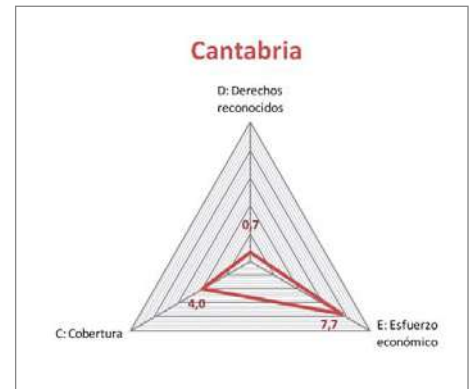 Cantabria
D: Derechos
reconocidos
0,7
4,0
7,7
C: Cobertura
E: Esfuerzo
económico